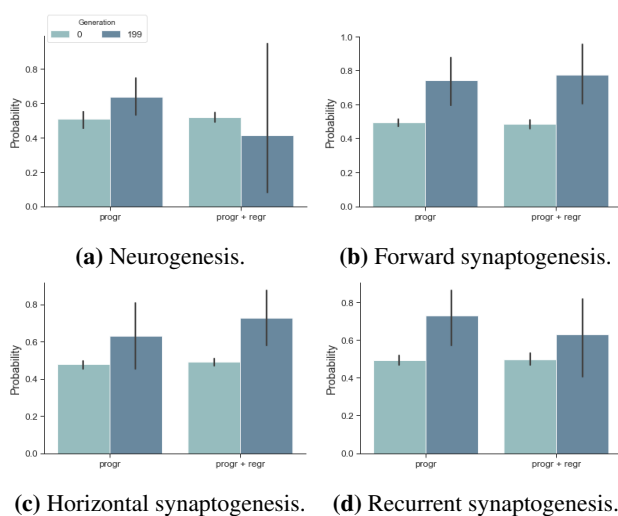 Generation
0 199
Probability
0.8
0.6
0.4
0.2
0.0
progr progr + regr
(a) Neurogenesis.
Probability
1.0
0.8
0.6
0.4
0.2
0.0
progr progr + regr
(b) Forward synaptogenesis.
Probability
0.8
0.6
0.4
0.2
0.0
progr progr + regr
(c) Horizontal synaptogenesis.
Probability
0.8
0.6
0.4
0.2
0.0
progr progr + regr
(d) Recurrent synaptogenesis.